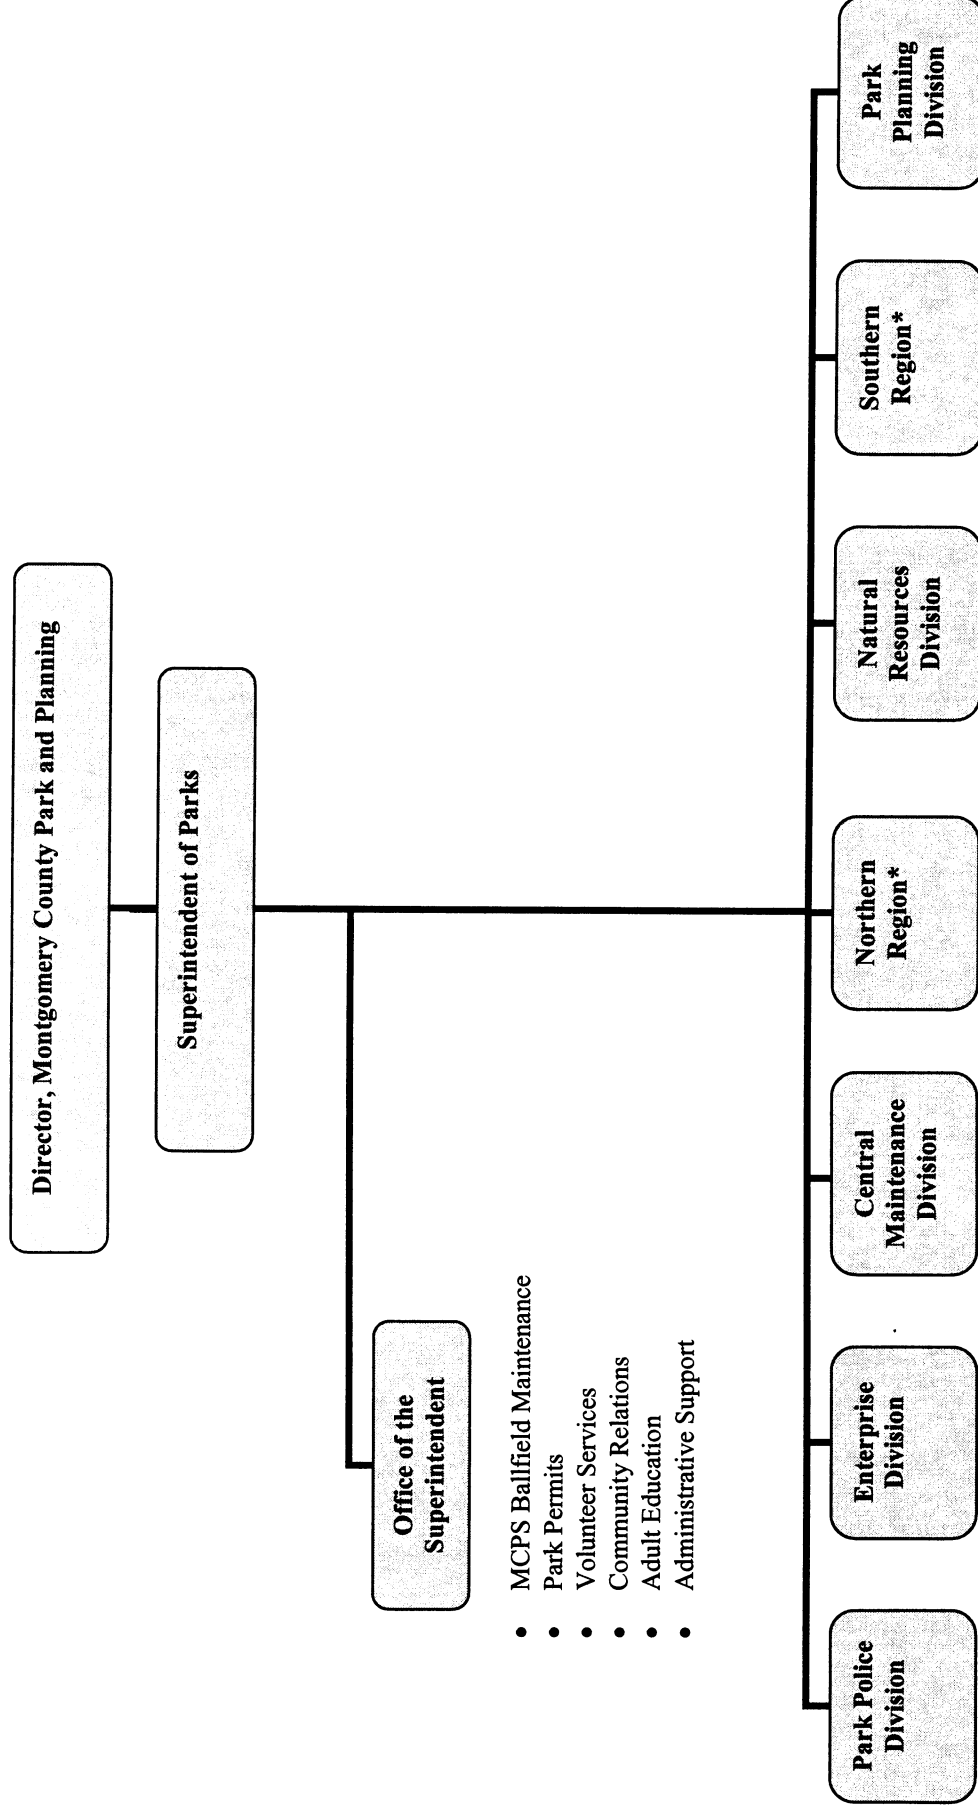 Director, Montgomery County Park and Planning
Superintendent of Parks
Office of the
Superintendent
• MCPS Ballfield Maintenance
• Park Permits
• Volunteer Services
• Community Relations
• Adult Education
• Administrative Support
Park Police
Division
Enterprise
Division
Central
Maintenance
Division
Northern
Region*
Natural
Resources
Division
Southern
Region*
Park
Planning
Division